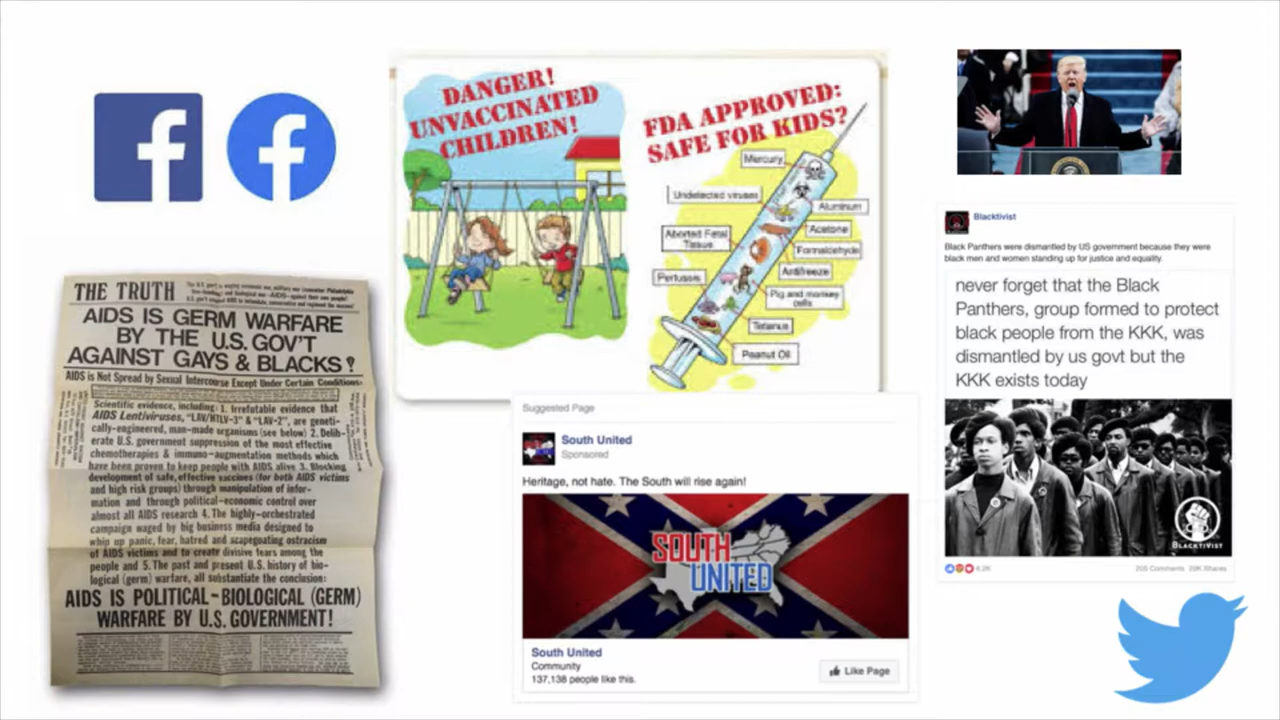 THE TRUTH
AIDS IS GERM WARFARE
BY THE U.S. GOV'T
AGAINST GAYS & BLACKS!
AIDS is Not Spread by Sexual Intercourse Except Under Certain Conditions
Scientific evidence, including: 1. Irrefutable evidence that
AIDS Lentiviruses, "LAV/HTLV-3" & "LAV-2", are geneti-
cally-engineered, man-made organisms (see below) 2. Delib-
erate U.S. government suppression of the most effective
chemotherapies & immuno-augmentation methods which
have been proven to keep people with AIDS alive 3. Blocking
development of safe, effective vaccines (for both AIDS victims
and high risk groups) through manipulation of infor-
mation and through political-economic control over
almost all AIDS research 4. The highly-orchestrated
campaign waged by big business media designed to
whip up panic, fear, hatred and scapegoating ostracism
of AIDS victims and to create divisive fears among the
people and 5. The past and present U.S. history of bio-
logical (germ) warfare, all substantiate the conclusion:
AIDS IS POLITICAL-BIOLOGICAL (GERM)
WARFARE BY U.S. GOVERNMENT!
DANGER!
UNVACCINATED
CHILDREN!
FDA APPROVED:
SAFE FOR KIDS?
Mercury
Undetected viruses
Aluminum
Aborted Fetal
Tissue
Acetone
Formaldehyde
Pertussis
Antifreeze
Pig and monkey
cells
Tetanus
Peanut Oil
Suggested Page
South United
Sponsored
Heritage, not hate. The South will rise again!
SOUTH
UNITED
South United
Community
137,138 people like this.
Like Page
Blacktivist
Black Panthers were dismantled by US government because they were
black men and women standing up for justice and equality.
never forget that the Black
Panthers, group formed to protect
black people from the KKK, was
dismantled by us govt but the
KKK exists today
BLACKTIVIST
6.2K
205 Comments 29K Shares